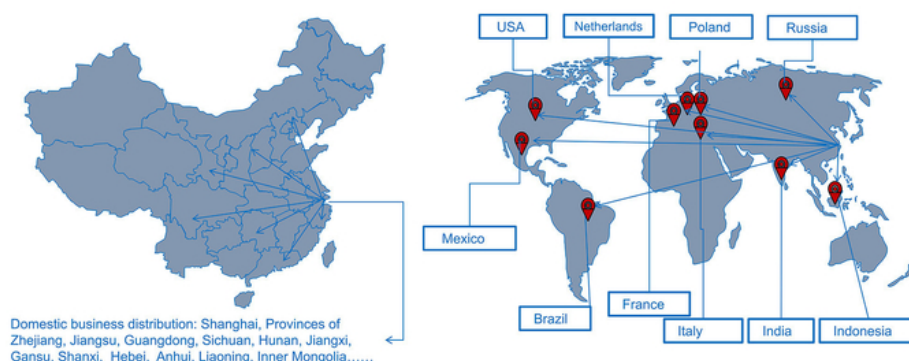 USA
Netherlands
Poland
Russia
Mexico
Brazil
France
Italy
India
Indonesia
Domestic business distribution: Shanghai, Provinces of
Zhejiang, Jiangsu, Guangdong, Sichuan, Hunan, Jiangxi,
Gansu, Shanxi, Hebei, Anhui, Liaoning, Inner Mongolia......